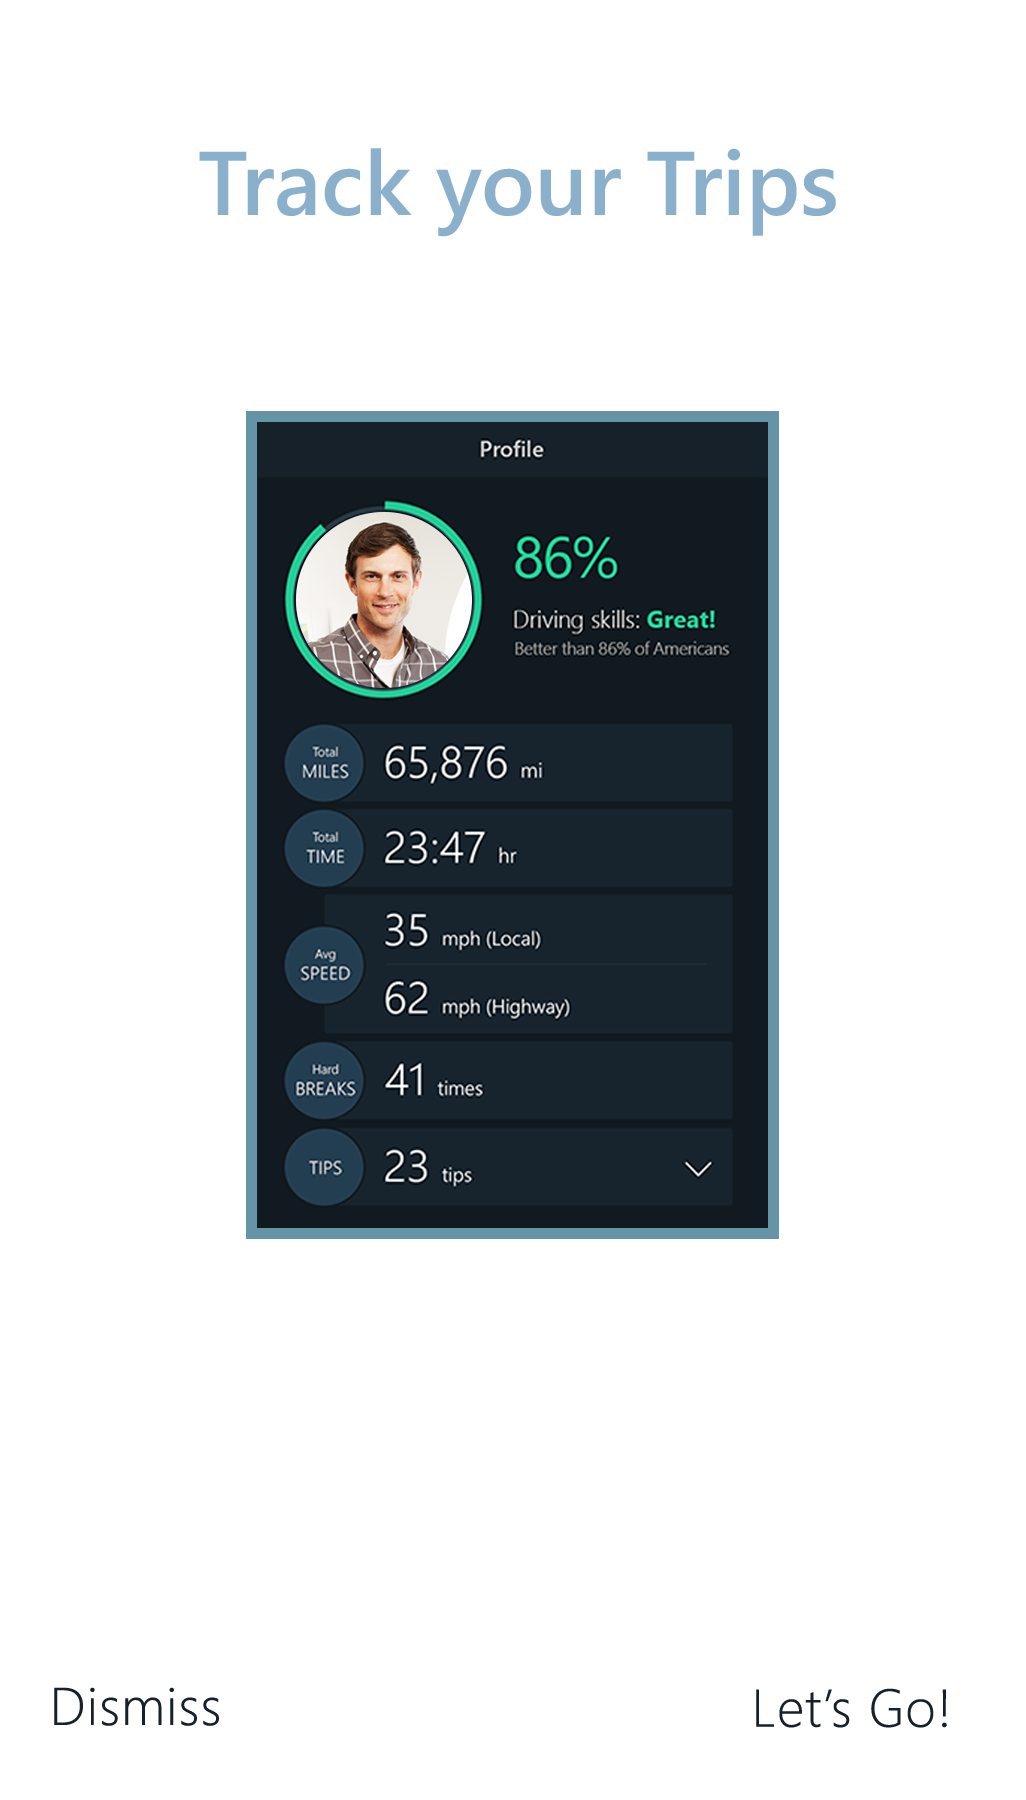 Track your Trips
Profile
86%
Driving skills: Great!
Better than 86% of Americans
Total
MILES
65,876 mi
Total
TIME
23:47 hr
35 mph (Local)
Avg
SPEED
62 mph (Highway)
Hard
BREAKS
41 times
TIPS
23 tips
Dismiss
Let’s Go!